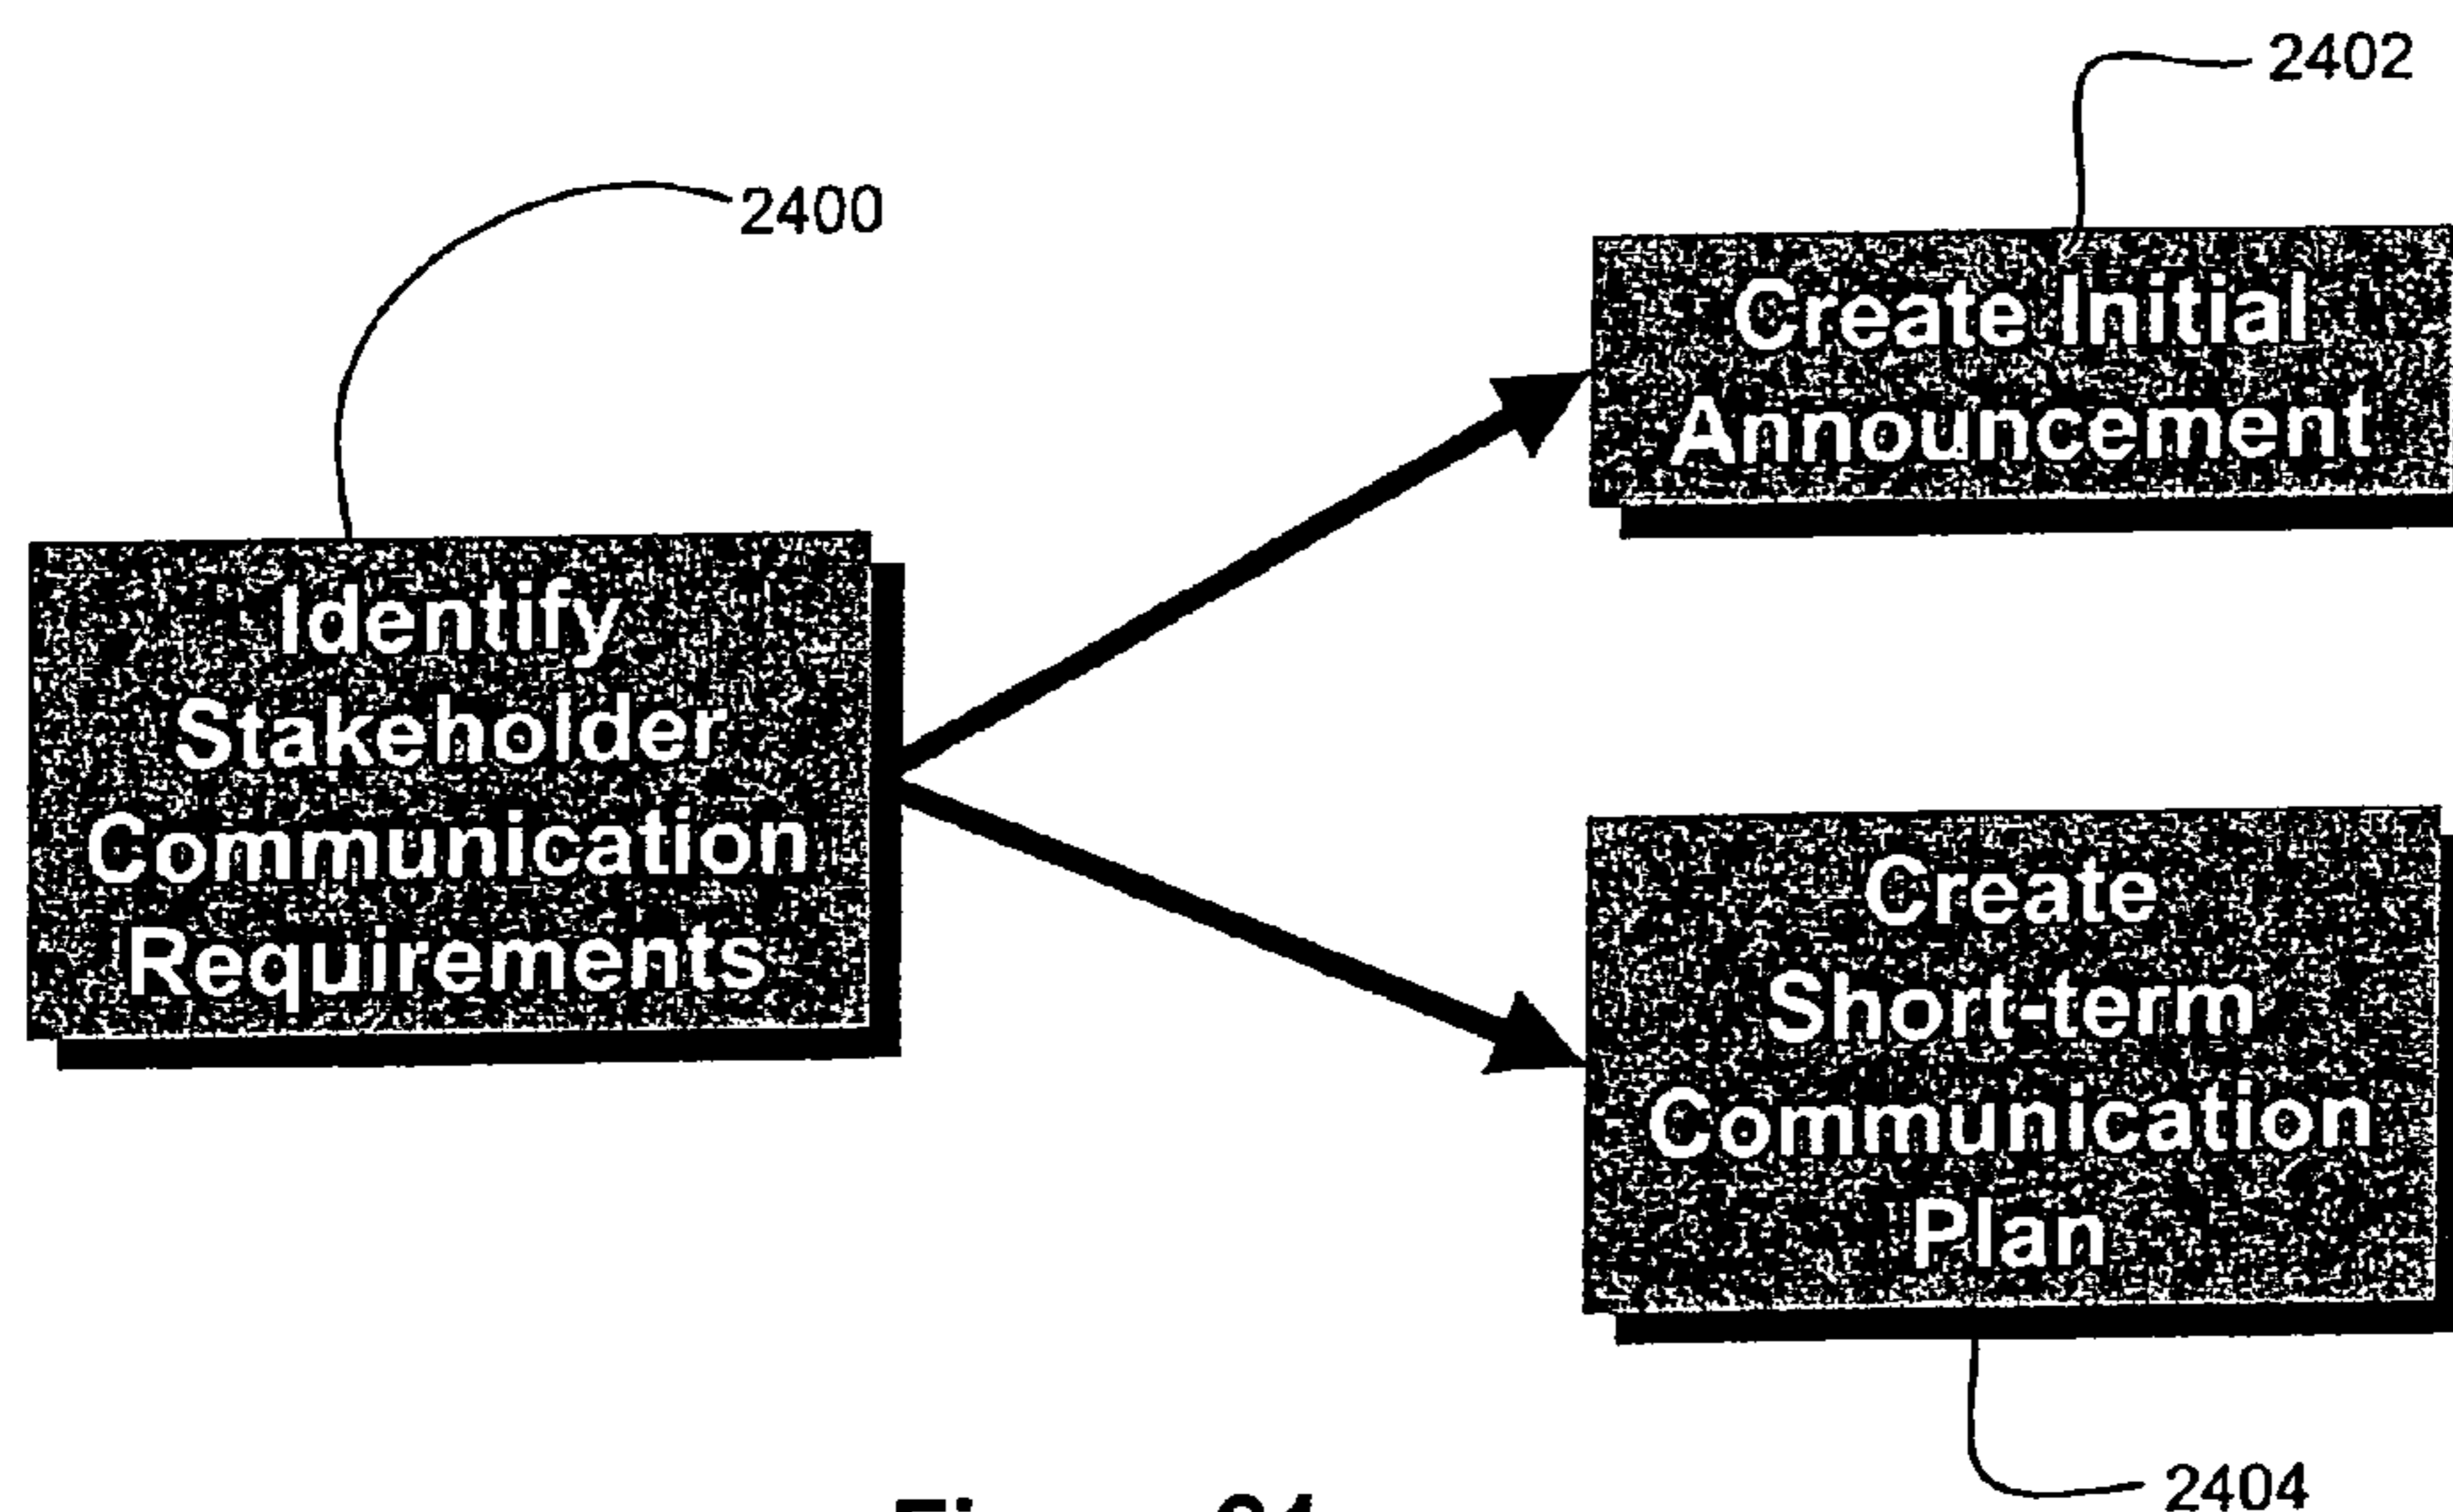 2402
2400
Create Initial
Announcement
Identify
Stakeholder
Communication
Requirements
Create
Short-term
Communication
Plan
2404